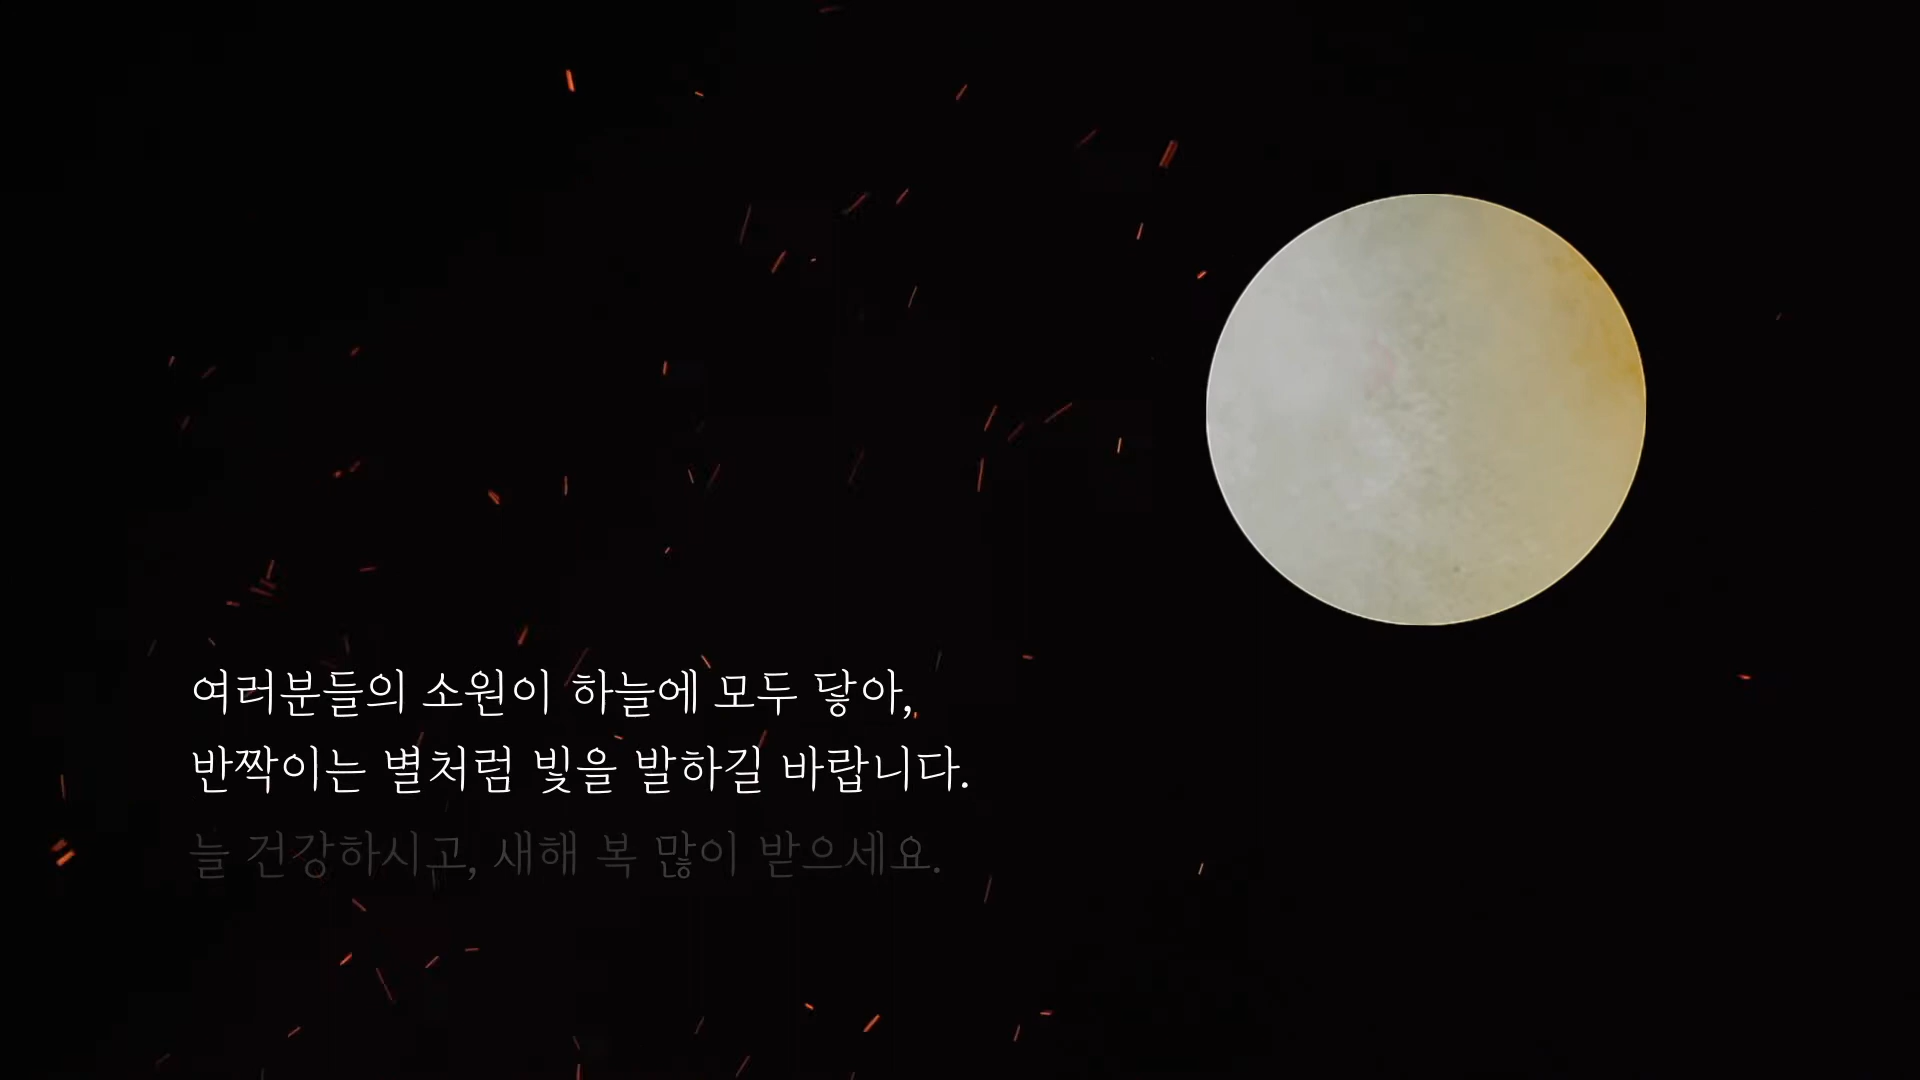 여러분들의 소원이 하늘에 모두 닿아,
반짝이는 별처럼 빛을 발하길 바랍니다.
늘 건강하시고, 새해 복 많이 받으세요.